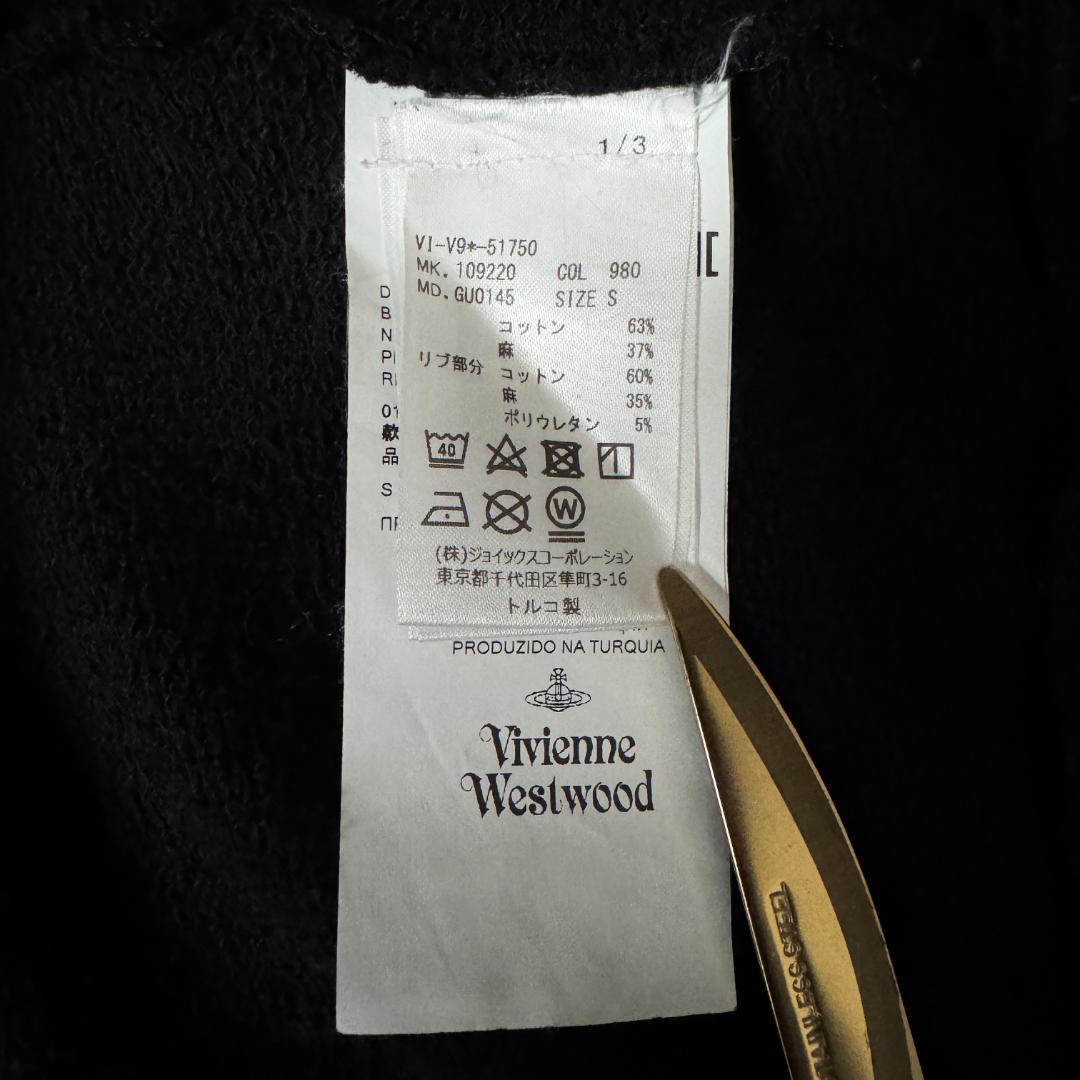 1/3
VI-V9*-51750
MK. 109220 COL 980
MD. GU0145 SIZE S
コットン 63%
麻 37%
リブ部分 コットン 60%
麻 35%
ポリウレタン 5%
40
W
(株)ジョイックスコーポレーション
東京都千代田区隼町3-16
トルコ製
D
B
N
P
R
01
款
品
S
PRODUZIDO NA TURQUIA
Vivienne
Westwood
STAINLESS STEEL